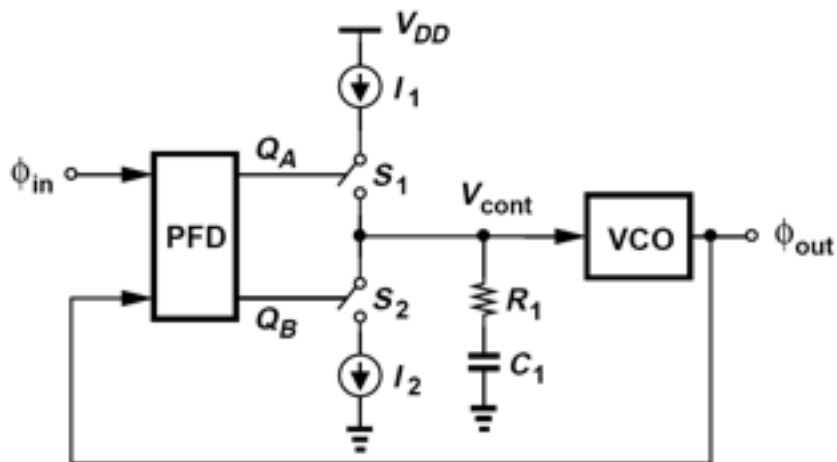 V_DD
I_1
Q_A
ϕ_in
S_1
V_cont
PFD
VCO
ϕ_out
S_2
R_1
Q_B
C_1
I_2